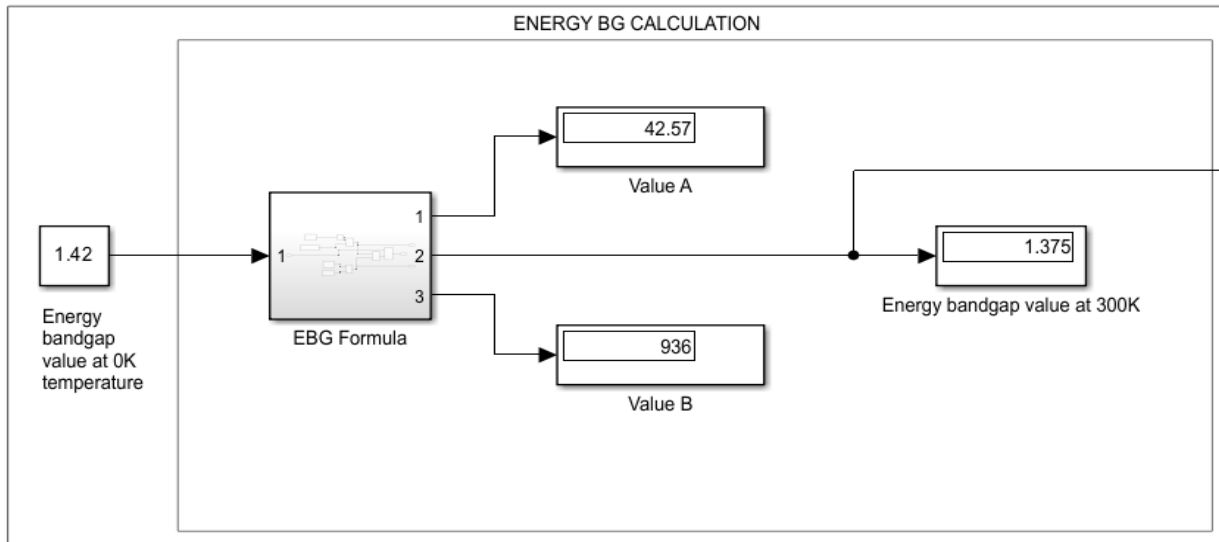 ENERGY BG CALCULATION
42.57
Value A
1
1.42
1
2
1.375
3
Energy
bandgap
value at 0K
temperature
EBG Formula
Energy bandgap value at 300K
936
Value B